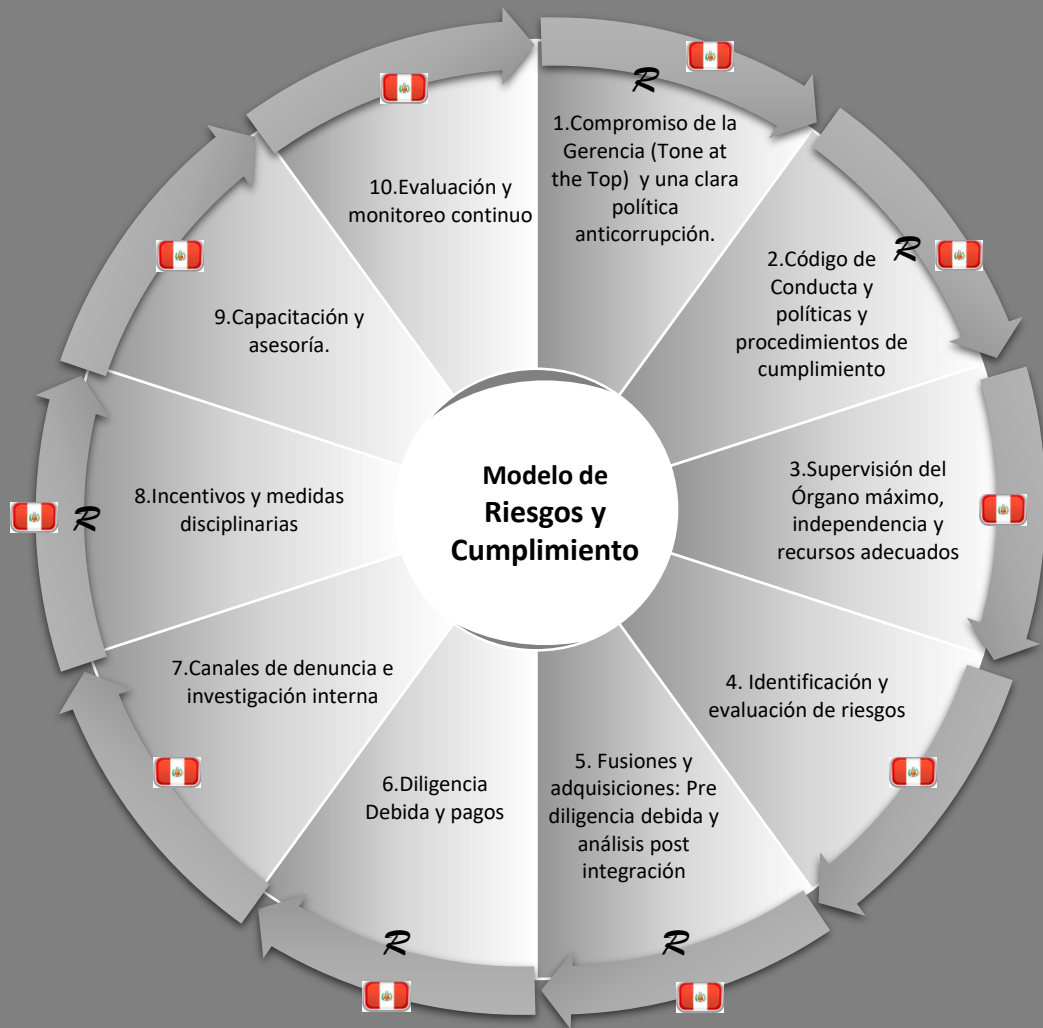 R
1.Compromiso de la
Gerencia (Tone at
the Top) y una clara
política
anticorrupción.
R
2.Código de
Conducta y
políticas y
procedimientos de
cumplimiento
3.Supervisión del
Órgano máximo,
independencia y
recursos adecuados
4. Identificación y
evaluación de riesgos
5. Fusiones y
adquisiciones: Pre
diligencia debida y
análisis post
integración
R
6.Diligencia
Debida y pagos
R
7.Canales de denuncia e
investigación interna
8.Incentivos y medidas
disciplinarias
R
9.Capacitación y
asesoría.
10.Evaluación y
monitoreo continuo
Modelo de
Riesgos y
Cumplimiento